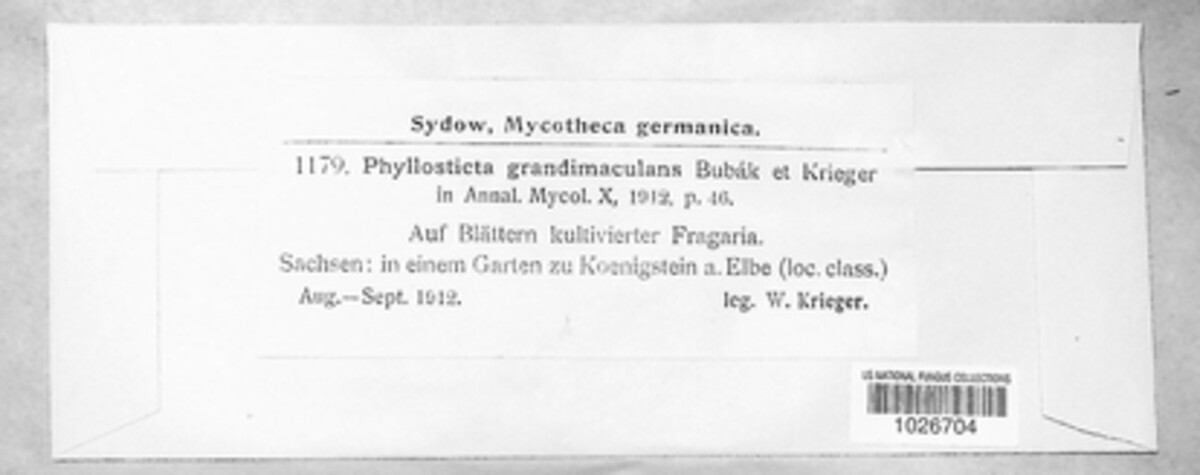 Sydow, Mycotheca germanica.
1179. Phyllosticta grandimaculans Bubák et Krieger
in Annal. Mycol. X, 1912, p. 46.
Auf Blättern kultivierter Fragaria.
Sachsen: in einem Garten zu Koenigstein a. Elbe (loc. class.)
Aug.—Sept. 1912. leg. W. Krieger.
US NATIONAL FUNGUS COLLECTIONS
1026704